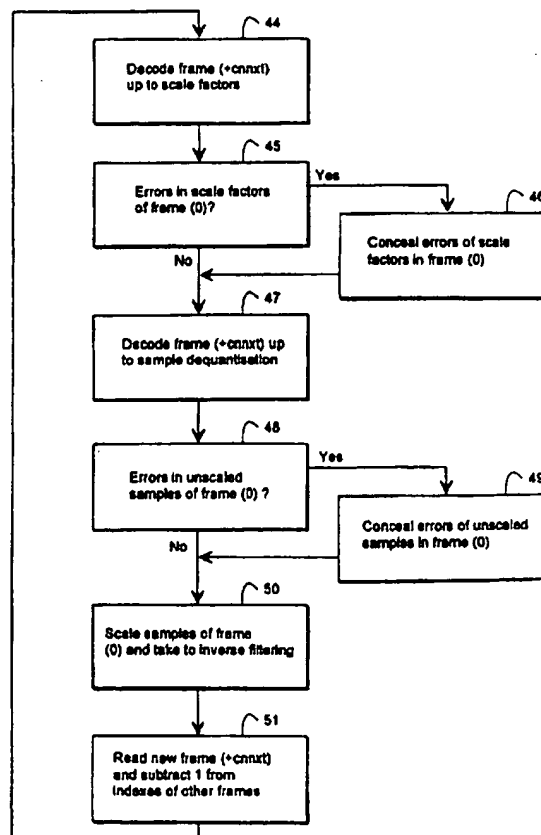 44
Decode frame (+cnnxt)
up to scale factors
45
Errors in scale factors
of frame (0)?
Yes
46
Conceal errors of scale
factors in frame (0)
No
47
Decode frame (+cnnxt) up
to sample dequantisation
48
Errors in unscaled
samples of frame (0) ?
Yes
49
Conceal errors of unscaled
samples in frame (0)
No
50
Scale samples of frame
(0) and take to inverse filtering
51
Read new frame (+cnnxt)
and subtract 1 from
indexes of other frames